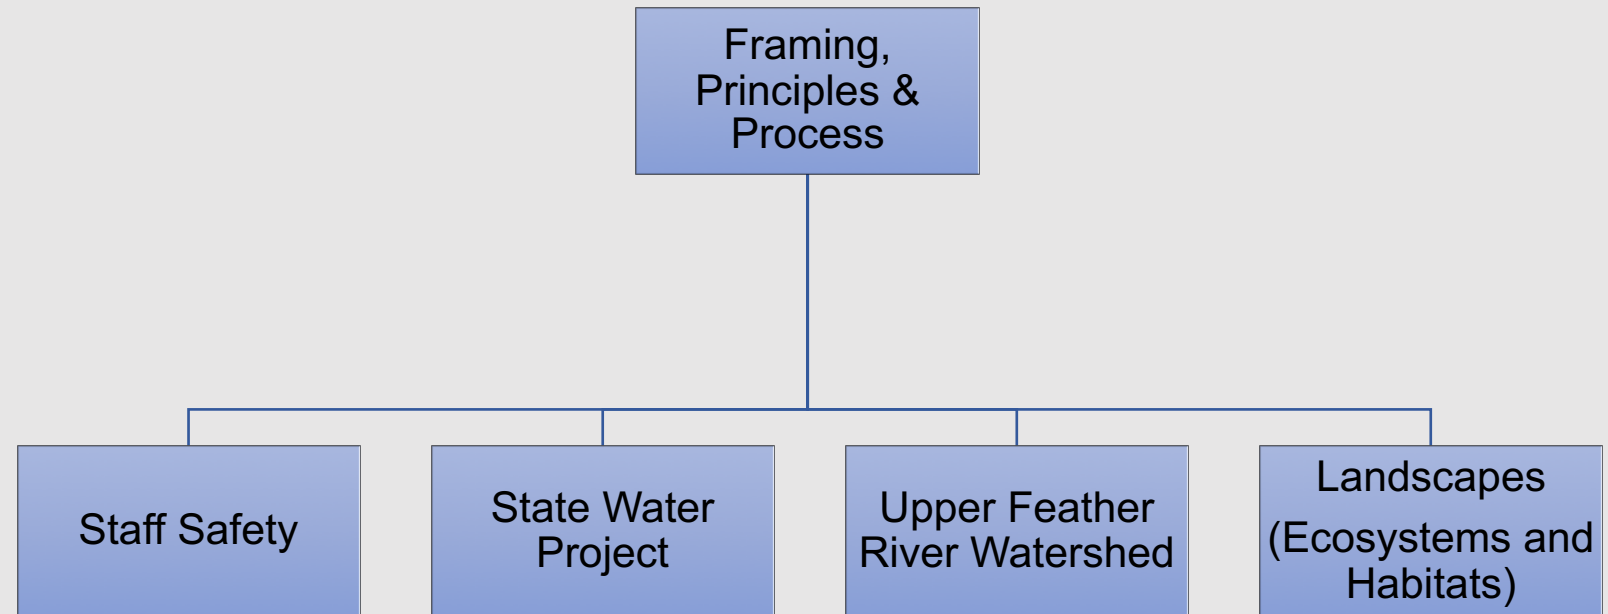 Framing,
Principles &
Process
Staff Safety
State Water
Project
Upper Feather
River Watershed
Landscapes
(Ecosystems and
Habitats)